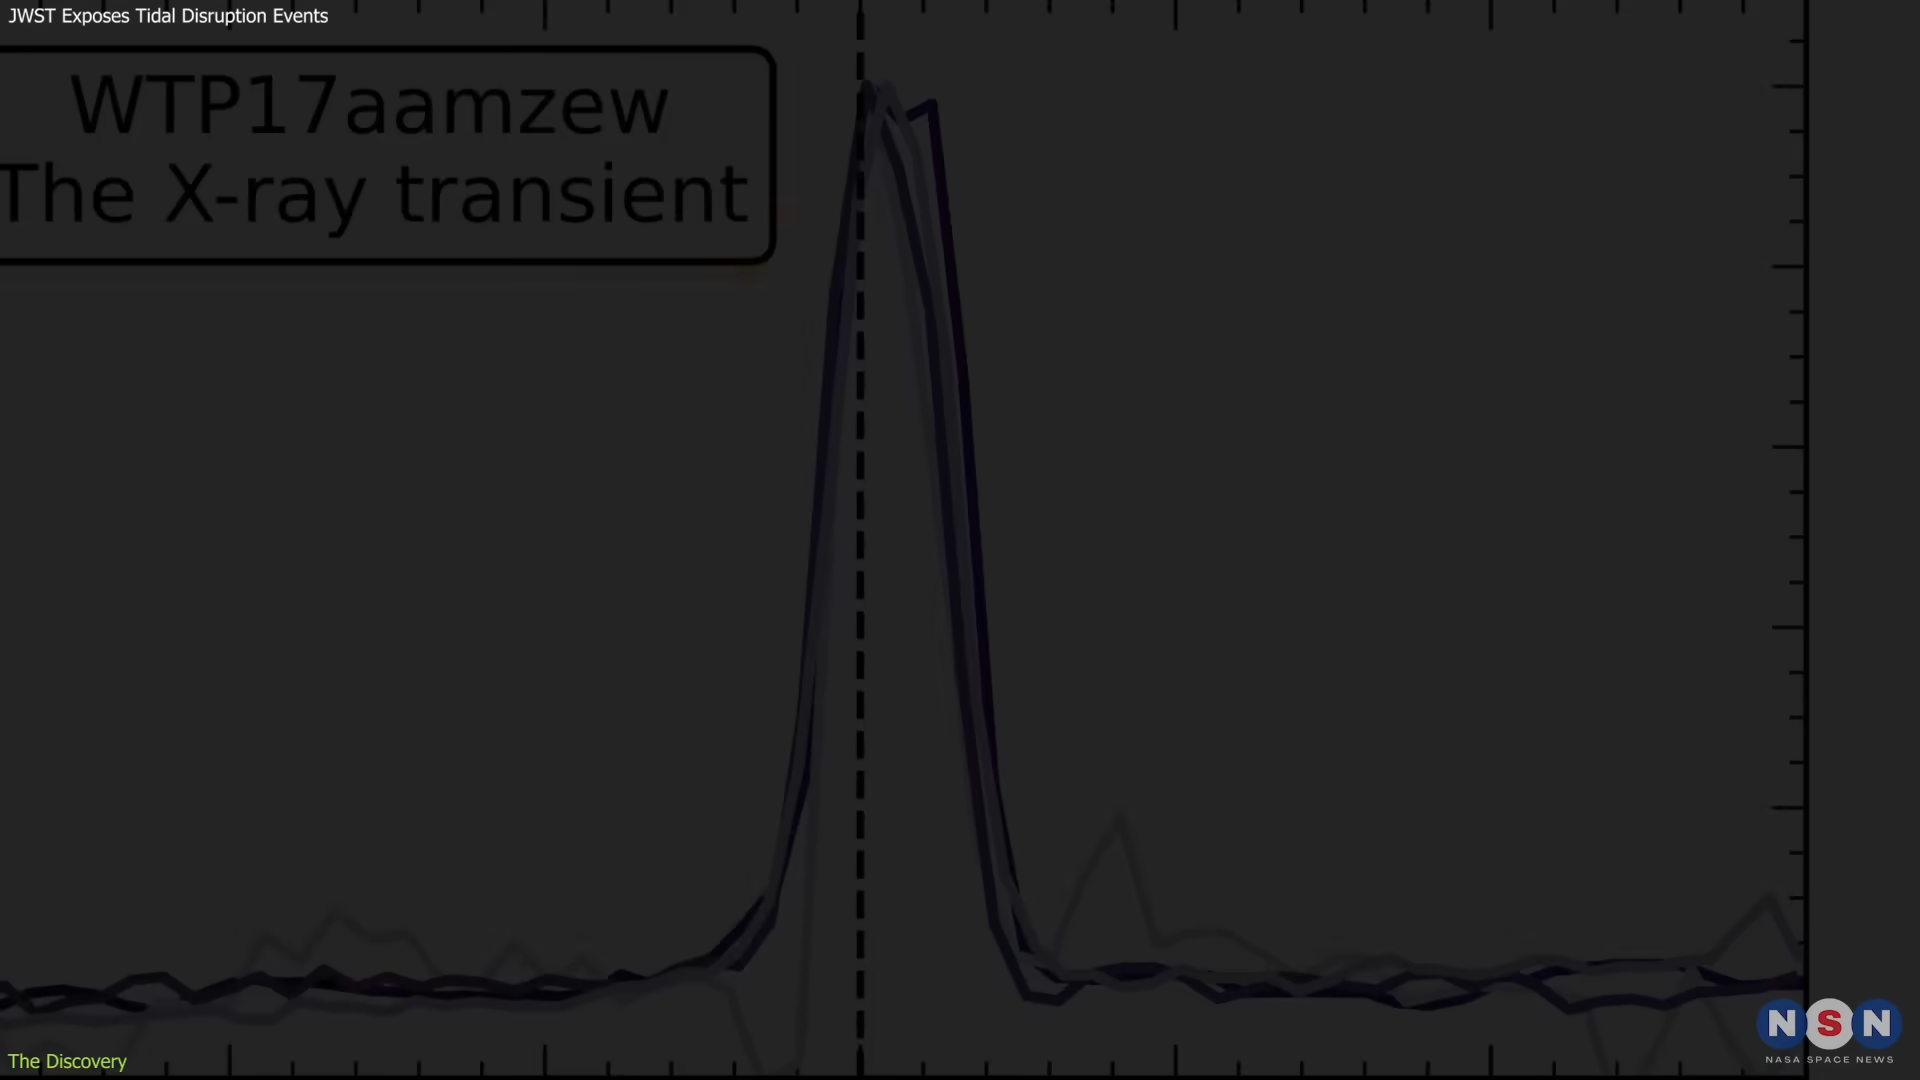 JWST Exposes Tidal Disruption Events
WTP17aamzew
The X-ray transient
The Discovery
NSN
NASA SPACE NEWS